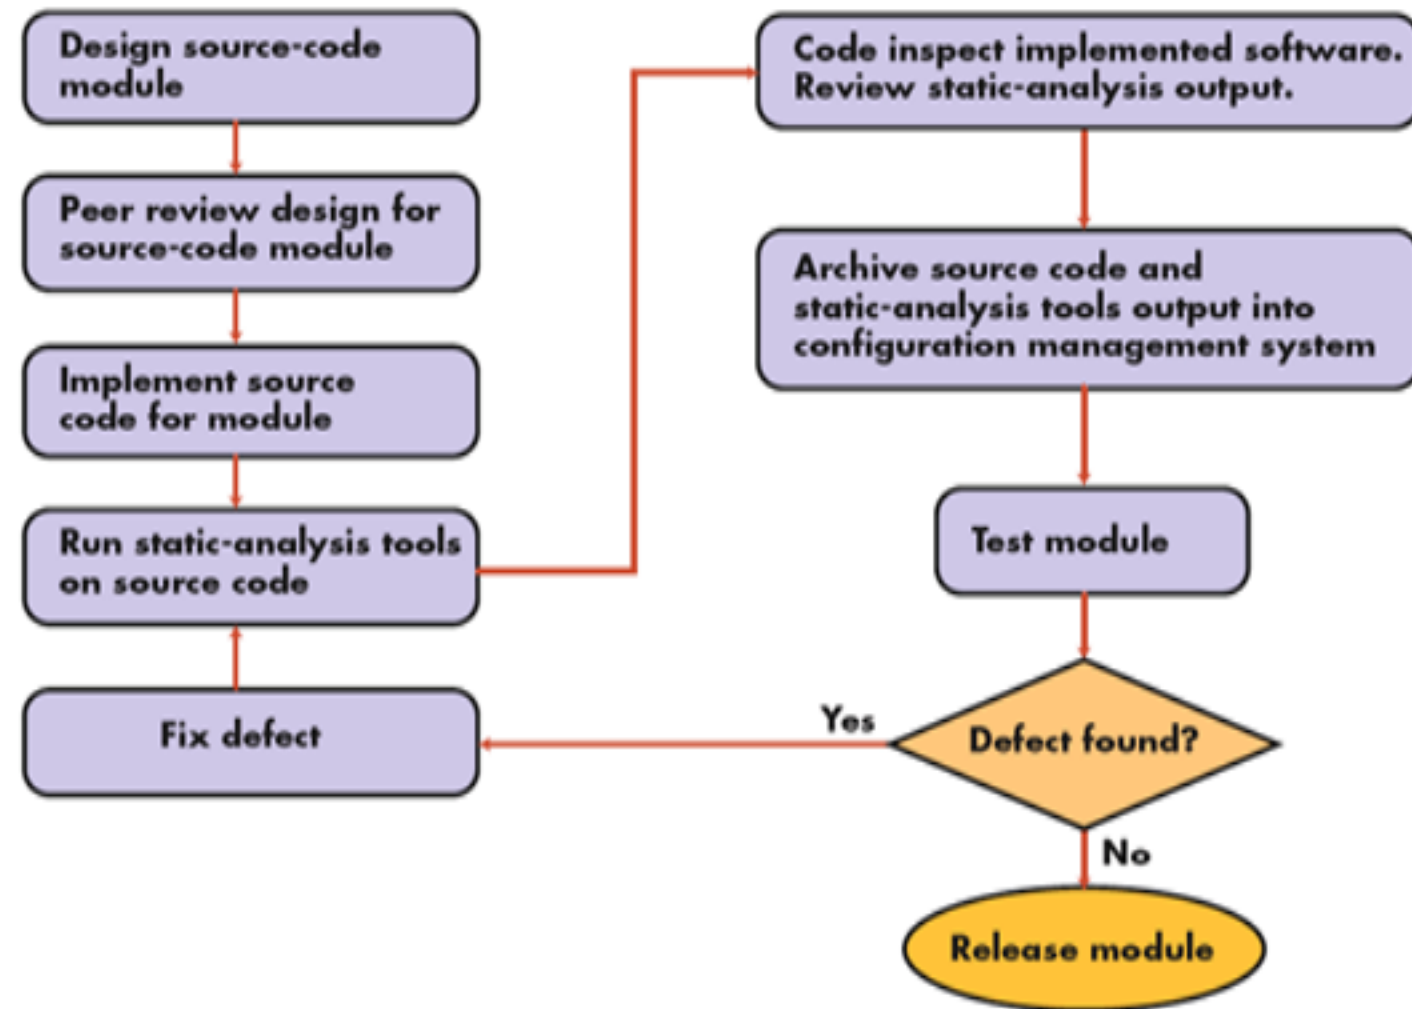 Design source-code
module
Peer review design for
source-code module
Implement source
code for module
Run static-analysis tools
on source code
Fix defect
Code inspect implemented software.
Review static-analysis output.
Archive source code and
static-analysis tools output into
configuration management system
Test module
Defect found?
Yes
No
Release module